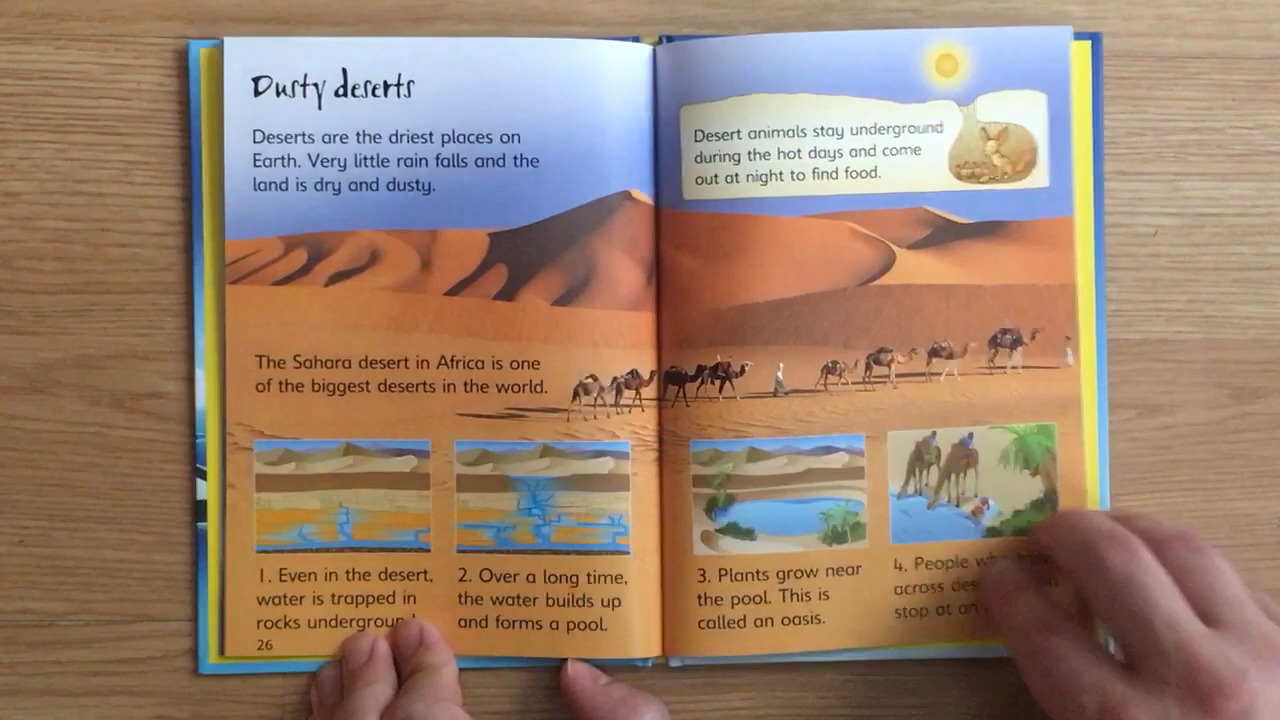 Dusty deserts
Deserts are the driest places on
Earth. Very little rain falls and the
land is dry and dusty.
The Sahara desert in Africa is one
of the biggest deserts in the world.
1. Even in the desert,
water is trapped in
rocks underground.
2. Over a long time,
the water builds up
and forms a pool.
26
Desert animals stay underground
during the hot days and come
out at night to find food.
3. Plants grow near
the pool. This is
called an oasis.
4. People
across
stop at an